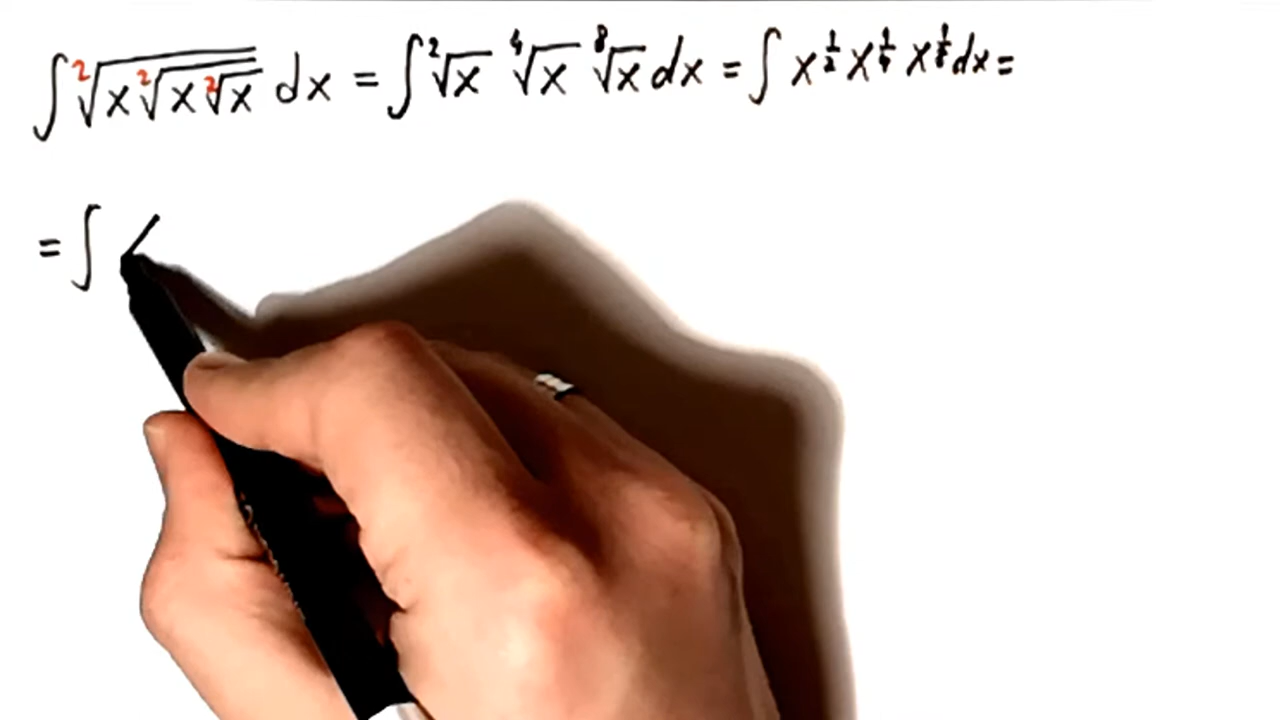 ∫ ²√(x ²√(x ²√x)) dx = ∫ ²√x ⁴√x ⁸√x dx = ∫ x^(1/2) x^(1/4) x^(1/8) dx =
= ∫